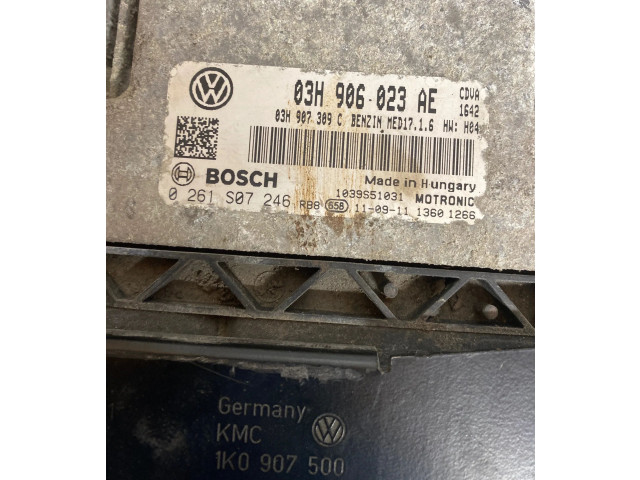 03H 906 023 AE CDVA
1642
03H 907 309 C BENZIN MED17.1.6 HW: H04
BOSCH Made in Hungary
1039S51031 MOTRONIC
0 261 S07 246 RBB 658 11-09-11 1360 1266
Germany
KMC
1K0 907 500